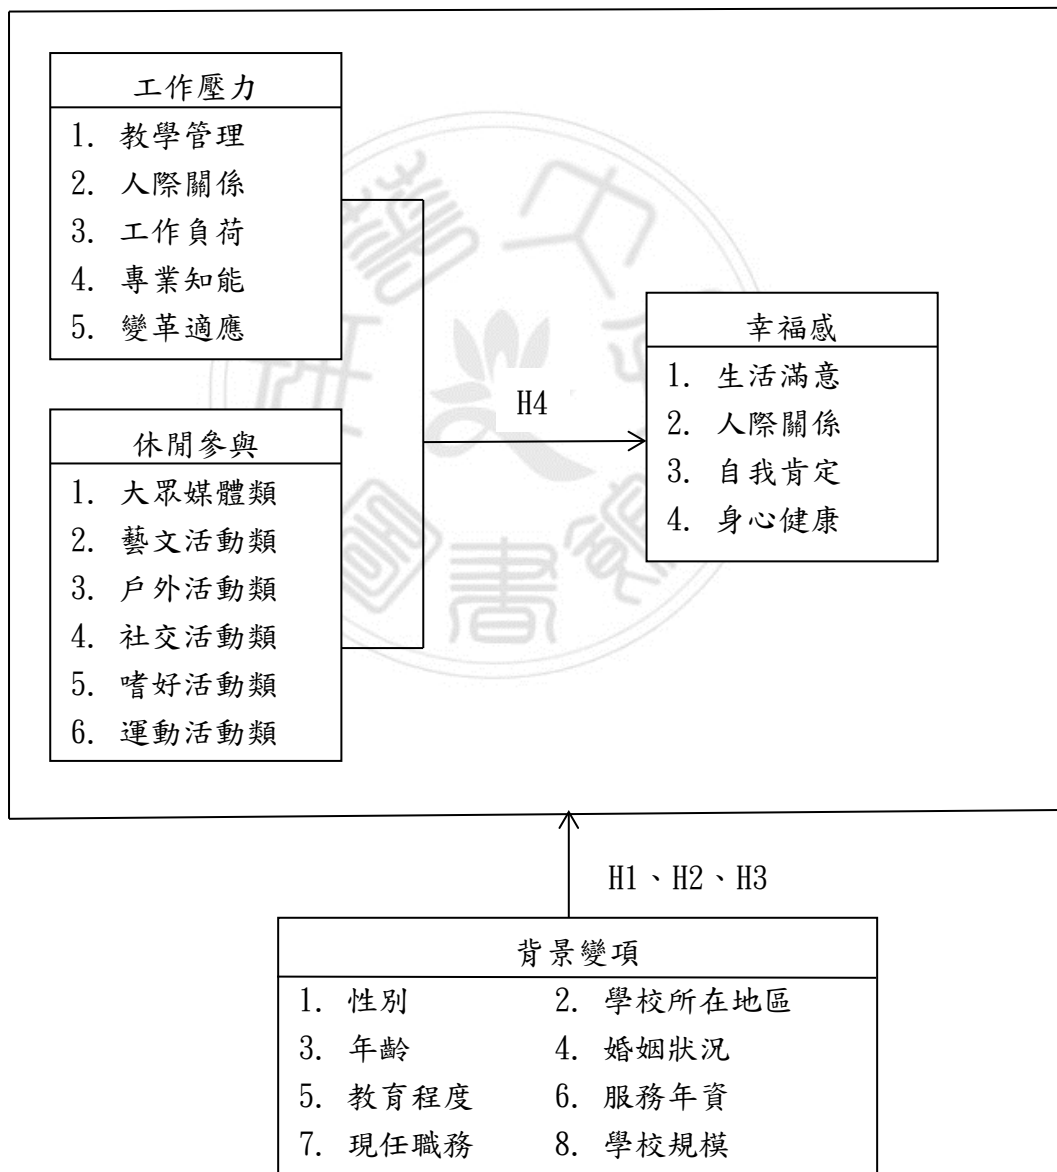 工作壓力
1. 教學管理
2. 人際關係
3. 工作負荷
4. 專業知能
5. 變革適應
休閒參與
1. 大眾媒體類
2. 藝文活動類
3. 戶外活動類
4. 社交活動類
5. 嗜好活動類
6. 運動活動類
H4
幸福感
1. 生活滿意
2. 人際關係
3. 自我肯定
4. 身心健康
H1、H2、H3
背景變項
1. 性別 2. 學校所在地區
3. 年齡 4. 婚姻狀況
5. 教育程度 6. 服務年資
7. 現任職務 8. 學校規模